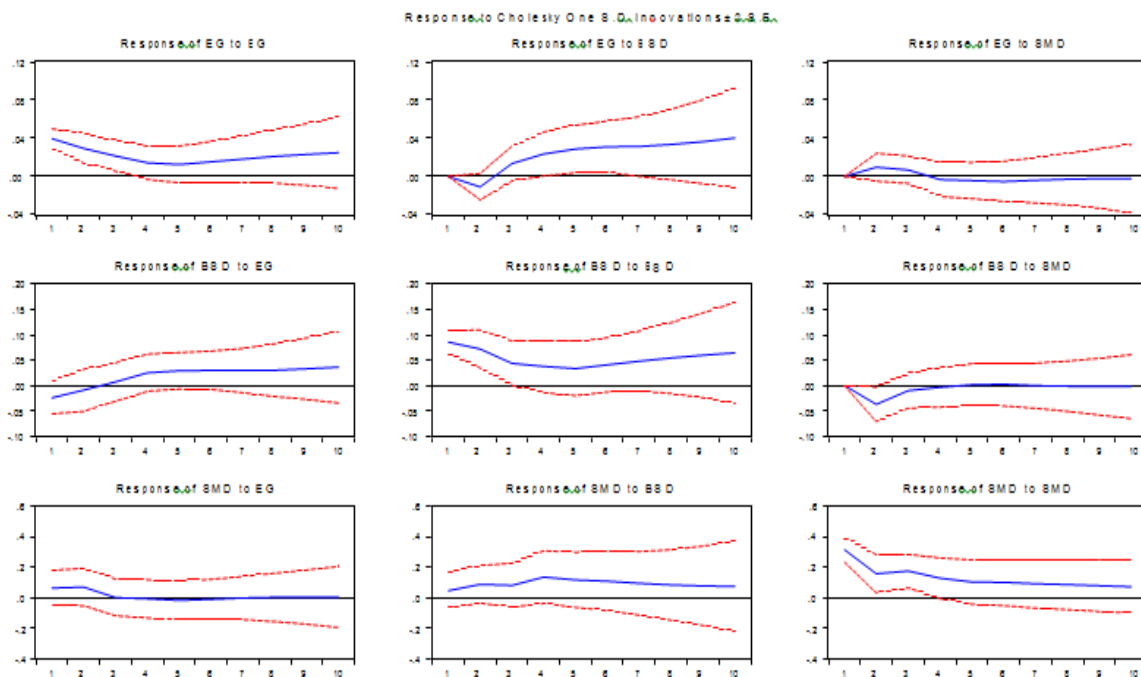 Response to Cholesky One S.D. Innovations ± 2 S.E.
Response of EG to EG
Response of EG to BSD
Response of EG to SMD
.12
.08
.04
.00
-.04
1 2 3 4 5 6 7 8 9 10
.12
.08
.04
.00
-.04
1 2 3 4 5 6 7 8 9 10
.12
.08
.04
.00
-.04
1 2 3 4 5 6 7 8 9 10
Response of BSD to EG
Response of BSD to BSD
Response of BSD to SMD
.20
.15
.10
.05
.00
-.05
-.10
1 2 3 4 5 6 7 8 9 10
.20
.15
.10
.05
.00
-.05
-.10
1 2 3 4 5 6 7 8 9 10
.20
.15
.10
.05
.00
-.05
-.10
1 2 3 4 5 6 7 8 9 10
Response of SMD to EG
Response of SMD to BSD
Response of SMD to SMD
.6
.4
.2
.0
-.2
-.4
1 2 3 4 5 6 7 8 9 10
.6
.4
.2
.0
-.2
-.4
1 2 3 4 5 6 7 8 9 10
.6
.4
.2
.0
-.2
-.4
1 2 3 4 5 6 7 8 9 10